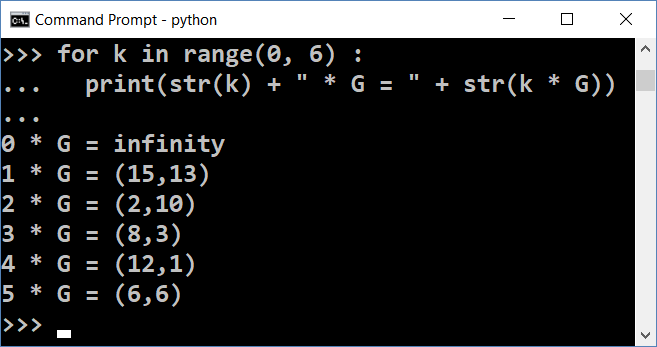 Command Prompt - python
>>> for k in range(0, 6) :
...   print(str(k) + " * G = " + str(k * G))
...
0 * G = infinity
1 * G = (15,13)
2 * G = (2,10)
3 * G = (8,3)
4 * G = (12,1)
5 * G = (6,6)
>>>